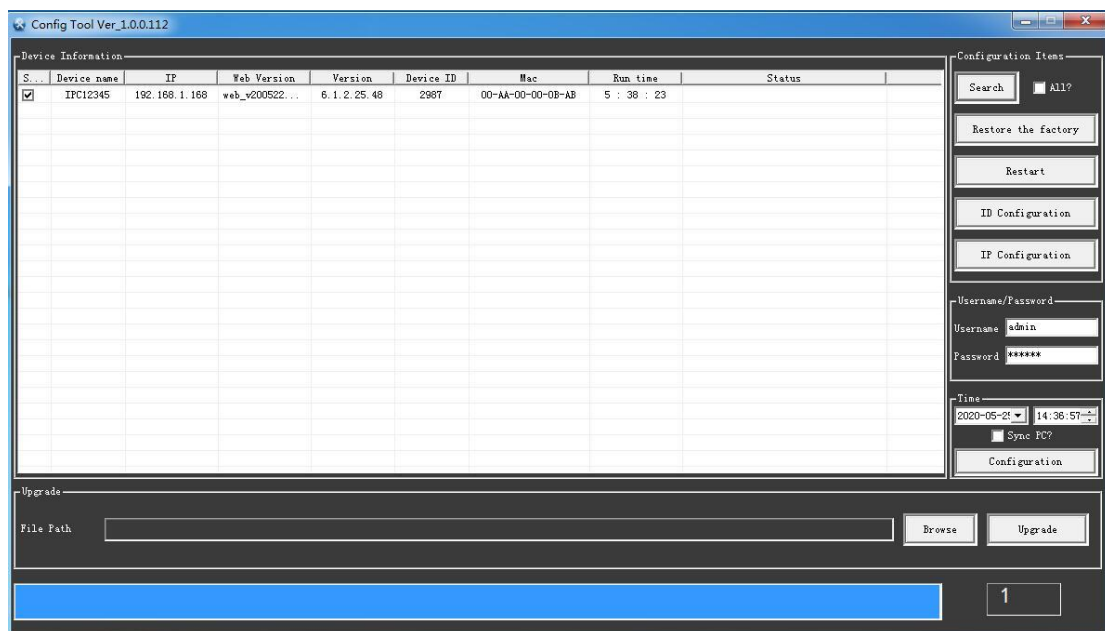 Config Tool Ver_1.0.0.112
Device Information
S... Device name IP Web Version Version Device ID Mac Run time Status
IPC12345 192.168.1.168 web_v200522... 6.1.2.25.48 2987 00-AA-00-00-0B-AB 5 : 38 : 23
Configuration Items
Search All?
Restore the factory
Restart
ID Configuration
IP Configuration
Username/Password
Username admin
Password ******
Time
2020-05-25 14:36:57
Sync PC?
Configuration
Upgrade
File Path Browse Upgrade
1